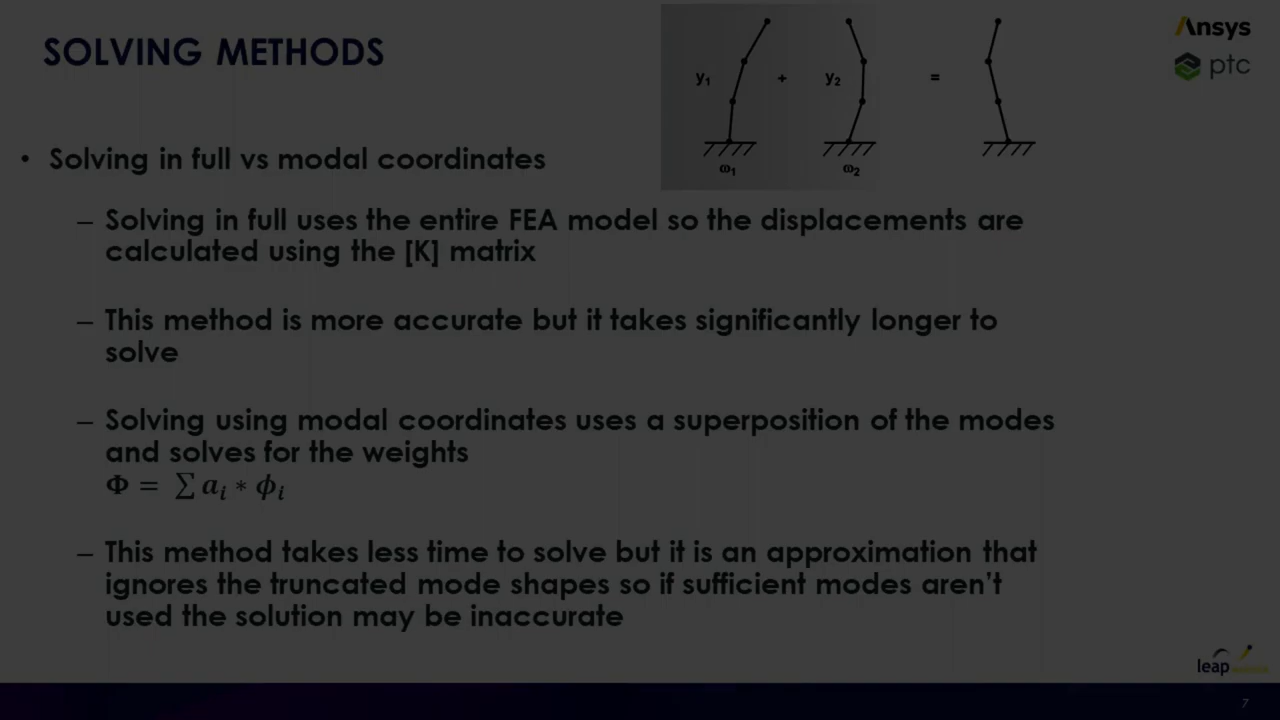 SOLVING METHODS
y₁ + y₂ =
ω₁ ω₂
Ansys
ptc
• Solving in full vs modal coordinates
– Solving in full uses the entire FEA model so the displacements are
calculated using the [K] matrix
– This method is more accurate but it takes significantly longer to
solve
– Solving using modal coordinates uses a superposition of the modes
and solves for the weights
Φ = ∑ aᵢ * ϕᵢ
– This method takes less time to solve but it is an approximation that
ignores the truncated mode shapes so if sufficient modes aren't
used the solution may be inaccurate
leap
7